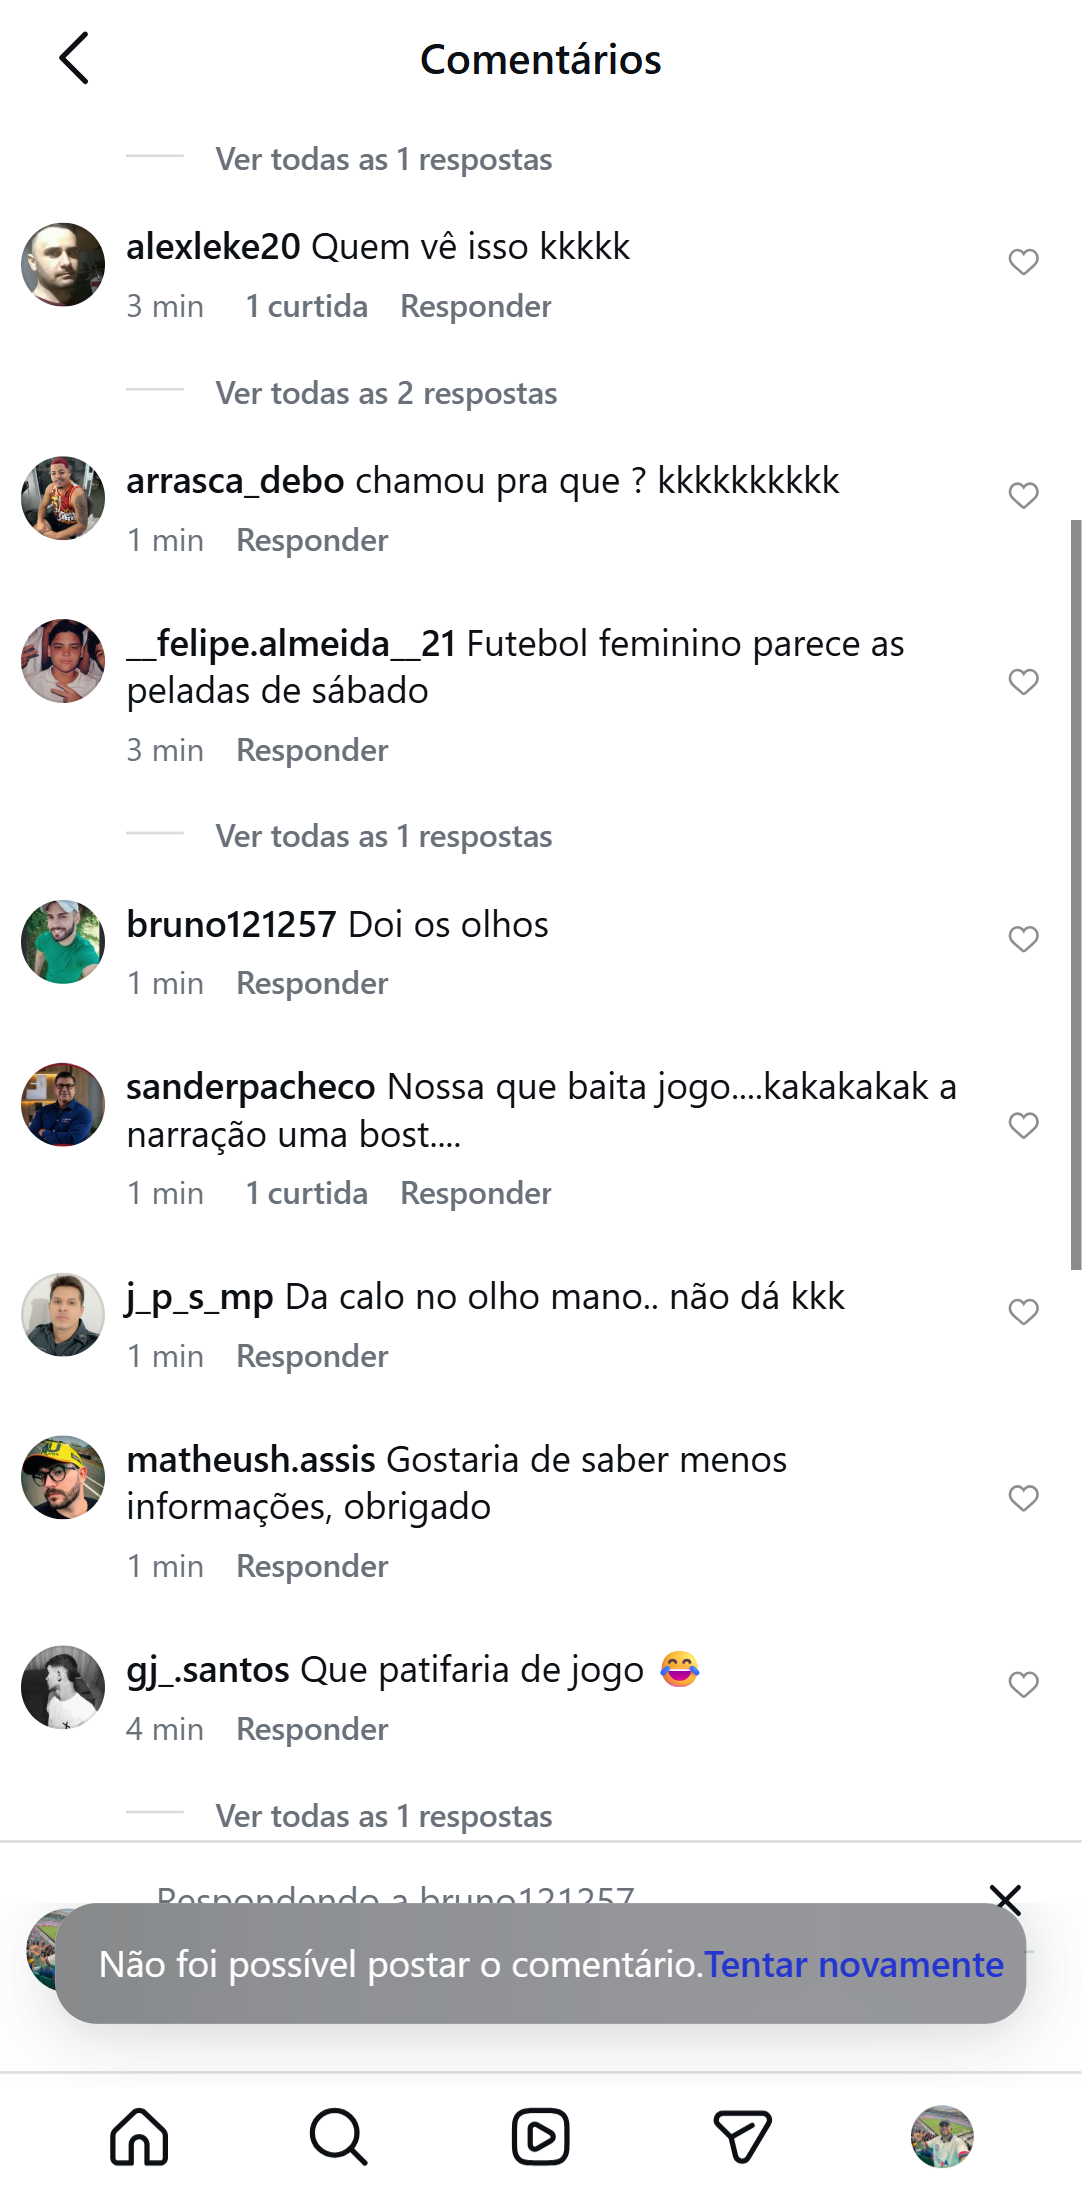 Comentários
Ver todas as 1 respostas
alexleke20 Quem vê isso kkkkk
3 min 1 curtida Responder
Ver todas as 2 respostas
arrasca_debo chamou pra que ? kkkkkkkkkk
1 min Responder
__felipe.almeida__21 Futebol feminino parece as
peladas de sábado
3 min Responder
Ver todas as 1 respostas
bruno121257 Doi os olhos
1 min Responder
sanderpacheco Nossa que baita jogo....kakakakak a
narração uma bost....
1 min 1 curtida Responder
j_p_s_mp Da calo no olho mano.. não dá kkk
1 min Responder
matheush.assis Gostaria de saber menos
informações, obrigado
1 min Responder
gj_.santos Que patifaria de jogo 😂
4 min Responder
Ver todas as 1 respostas
Respondendo a bruno121257
Não foi possível postar o comentário.Tentar novamente